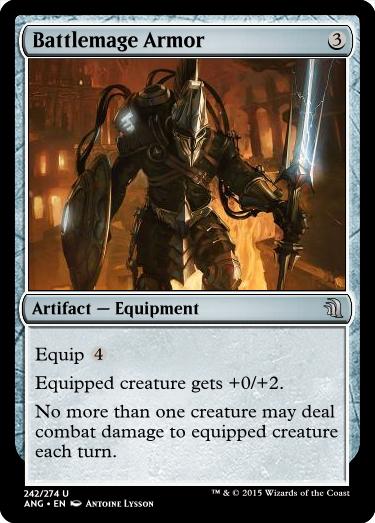 Battlemage Armor 3
Artifact — Equipment
Equip 4
Equipped creature gets +0/+2.
No more than one creature may deal
combat damage to equipped creature
each turn.
242/274 U
ANG • EN Antoine Lysson
™ & © 2015 Wizards of the Coast